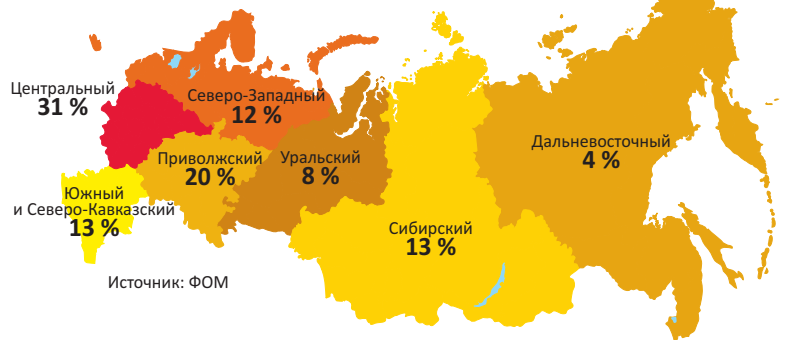 Центральный
31 %
Северо-Западный
12 %
Приволжский
20 %
Уральский
8 %
Дальневосточный
4 %
Южный
и Северо-Кавказский
13 %
Сибирский
13 %
Источник: ФОМ